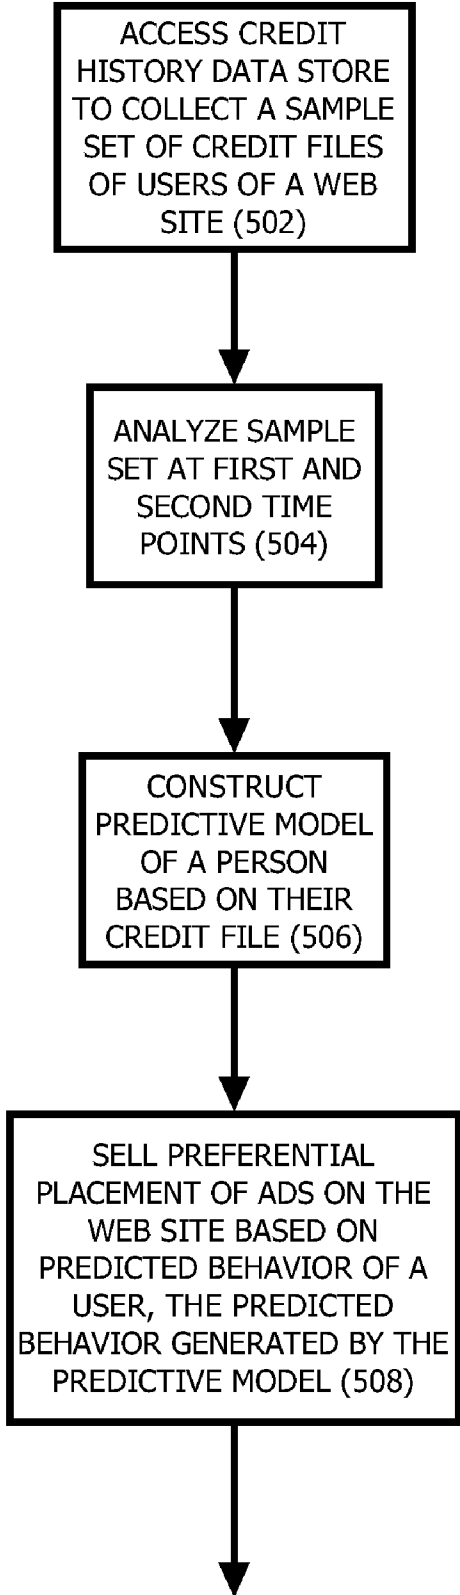 ACCESS CREDIT
HISTORY DATA STORE
TO COLLECT A SAMPLE
SET OF CREDIT FILES
OF USERS OF A WEB
SITE (502)
ANALYZE SAMPLE
SET AT FIRST AND
SECOND TIME
POINTS (504)
CONSTRUCT
PREDICTIVE MODEL
OF A PERSON
BASED ON THEIR
CREDIT FILE (506)
SELL PREFERENTIAL
PLACEMENT OF ADS ON THE
WEB SITE BASED ON
PREDICTED BEHAVIOR OF A
USER, THE PREDICTED
BEHAVIOR GENERATED BY THE
PREDICTIVE MODEL (508)